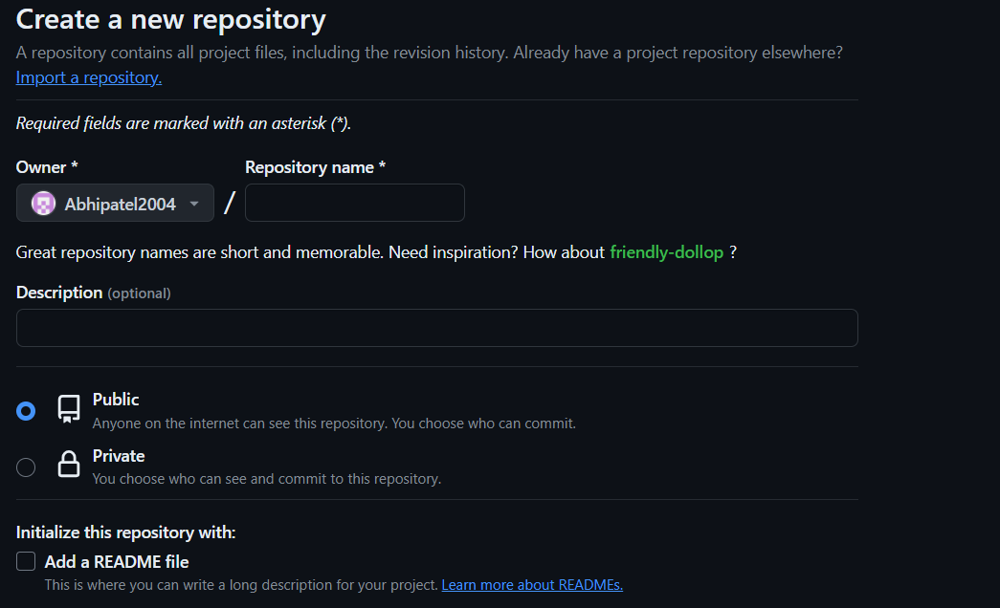 Create a new repository
A repository contains all project files, including the revision history. Already have a project repository elsewhere?
Import a repository.
Required fields are marked with an asterisk (*).
Owner * Repository name *
Abhipatel2004 /
Great repository names are short and memorable. Need inspiration? How about friendly-dollop ?
Description (optional)
Public
Anyone on the internet can see this repository. You choose who can commit.
Private
You choose who can see and commit to this repository.
Initialize this repository with:
Add a README file
This is where you can write a long description for your project. Learn more about READMEs.